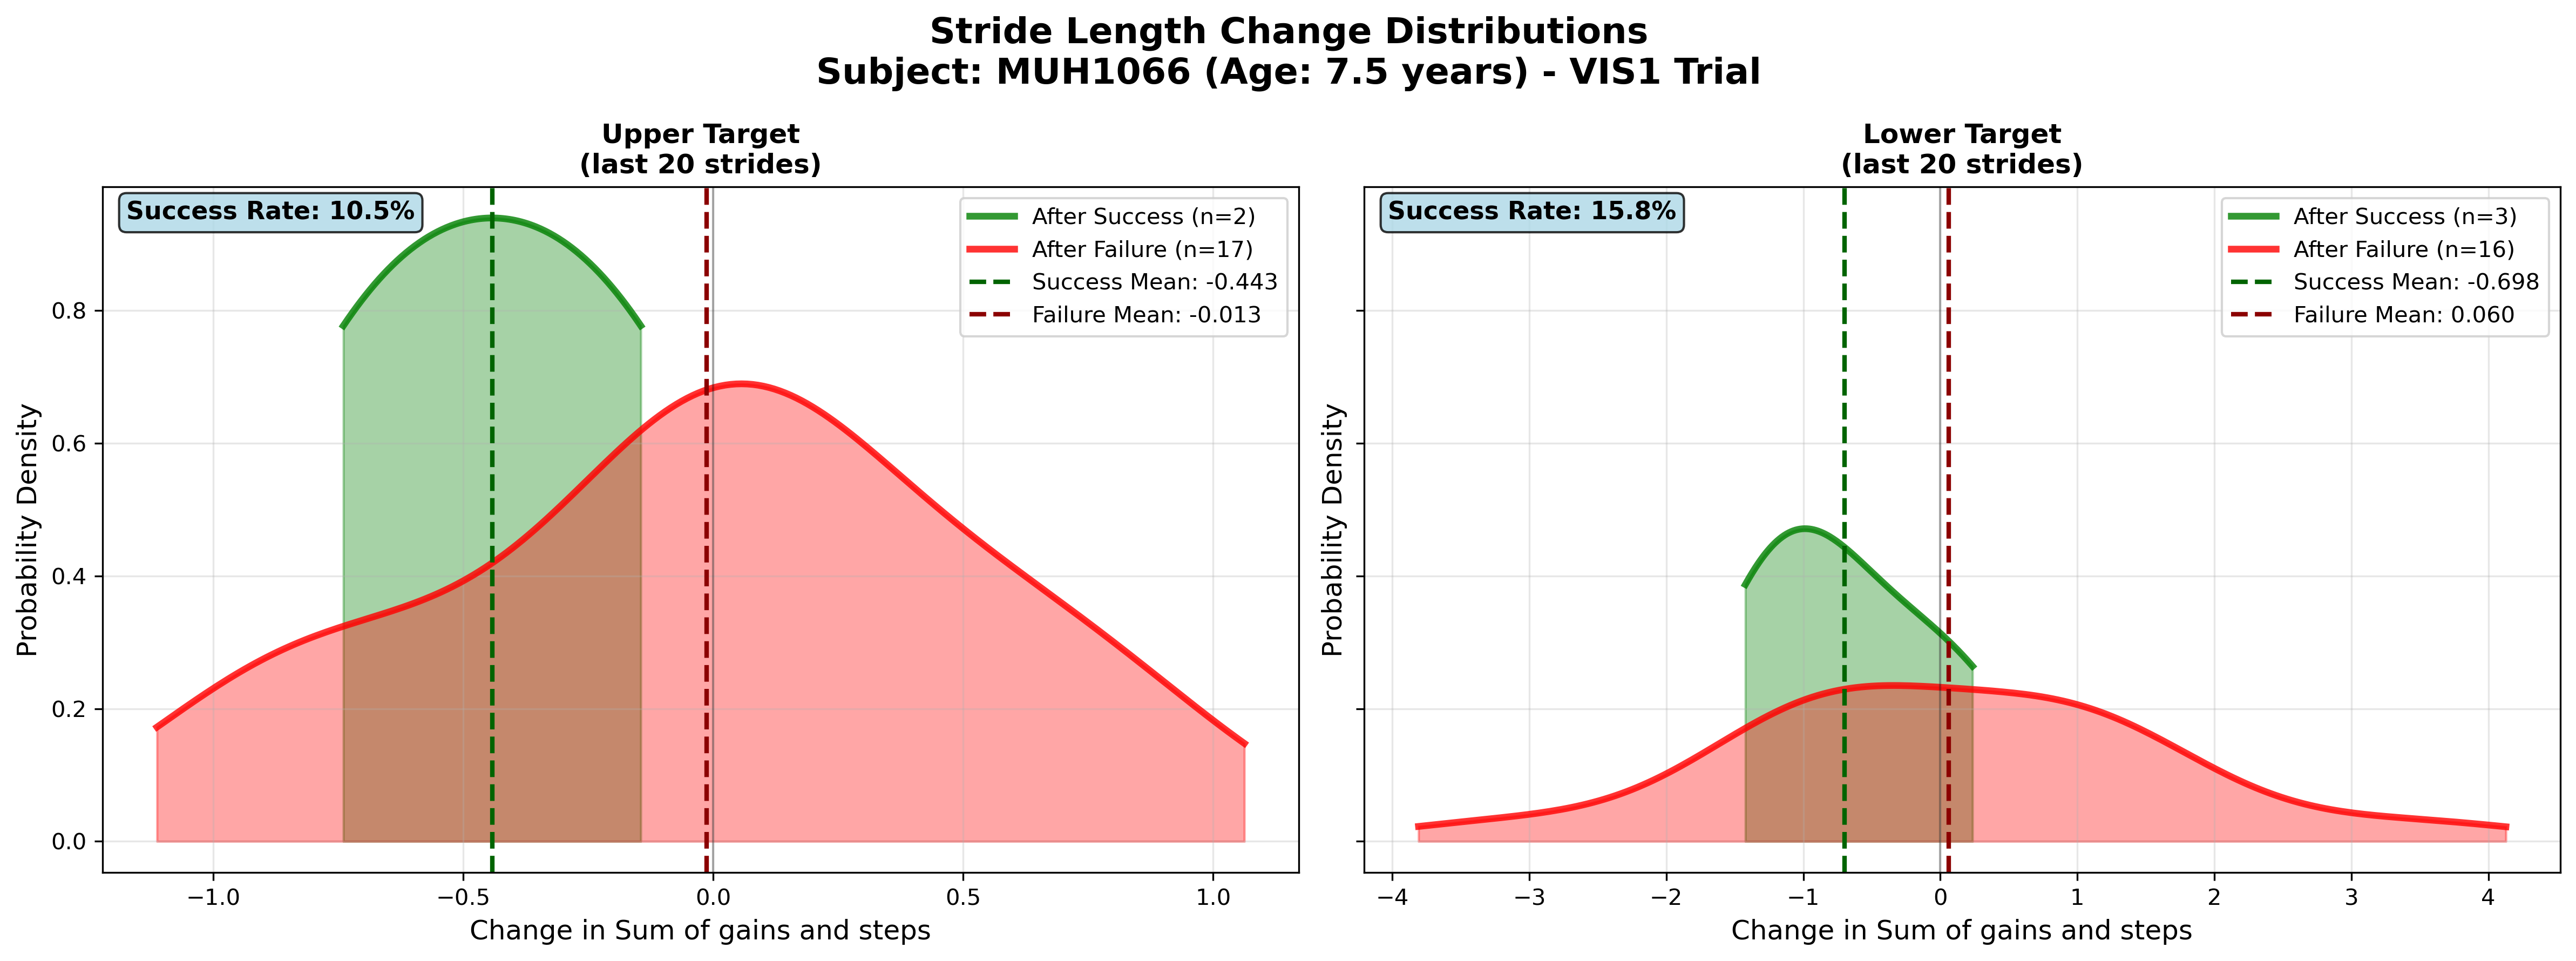 Stride Length Change Distributions
Subject: MUH1066 (Age: 7.5 years) - VIS1 Trial
Upper Target
(last 20 strides)
Success Rate: 10.5%
After Success (n=2)
After Failure (n=17)
Success Mean: -0.443
Failure Mean: -0.013
Probability Density
0.8
0.6
0.4
0.2
0.0
−1.0
−0.5
0.0
0.5
1.0
Change in Sum of gains and steps
Lower Target
(last 20 strides)
Success Rate: 15.8%
After Success (n=3)
After Failure (n=16)
Success Mean: -0.698
Failure Mean: 0.060
Probability Density
−4
−3
−2
−1
0
1
2
3
4
Change in Sum of gains and steps